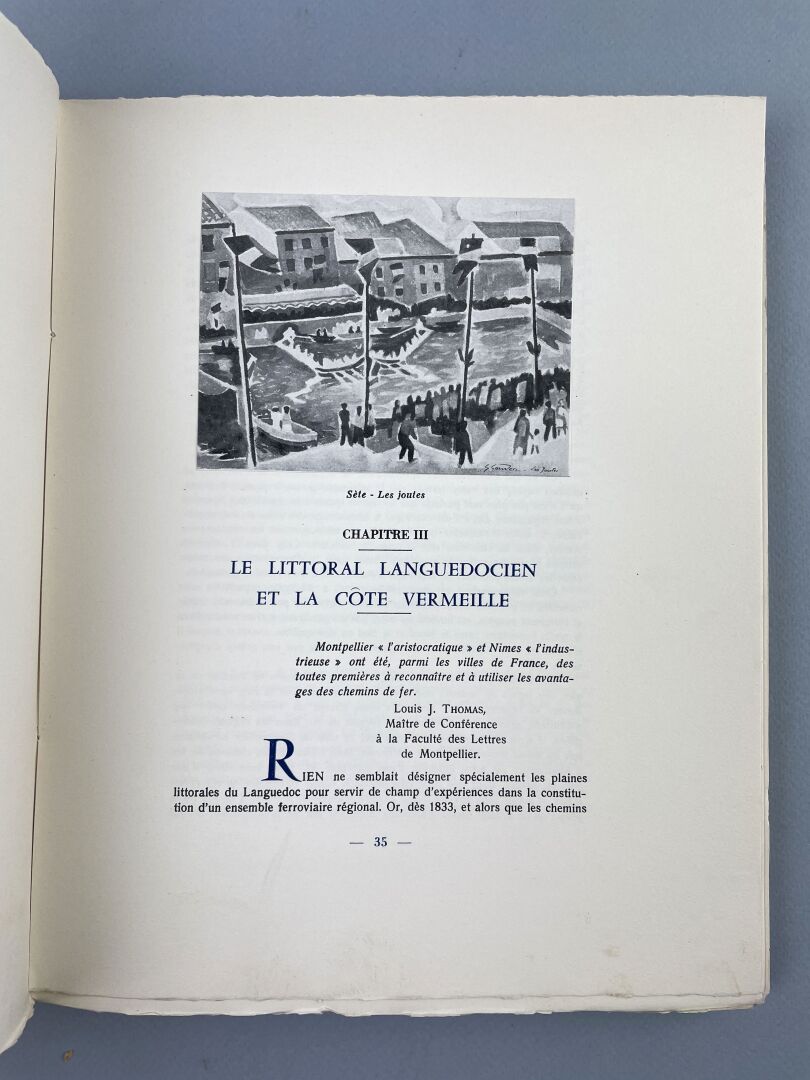 Sète - Les joutes
CHAPITRE III
LE LITTORAL LANGUEDOCIEN
ET LA CÔTE VERMEILLE
Montpellier « l'aristocratique » et Nimes « l'indus-
trieuse » ont été, parmi les villes de France, des
toutes premières à reconnaître et à utiliser les avanta-
ges des chemins de fer.
Louis J. THOMAS,
Maître de Conférence
à la Faculté des Lettres
de Montpellier.
RIEN ne semblait désigner spécialement les plaines
littorales du Languedoc pour servir de champ d'expériences dans la constitu-
tion d'un ensemble ferroviaire régional. Or, dès 1833, et alors que les chemins
— 35 —